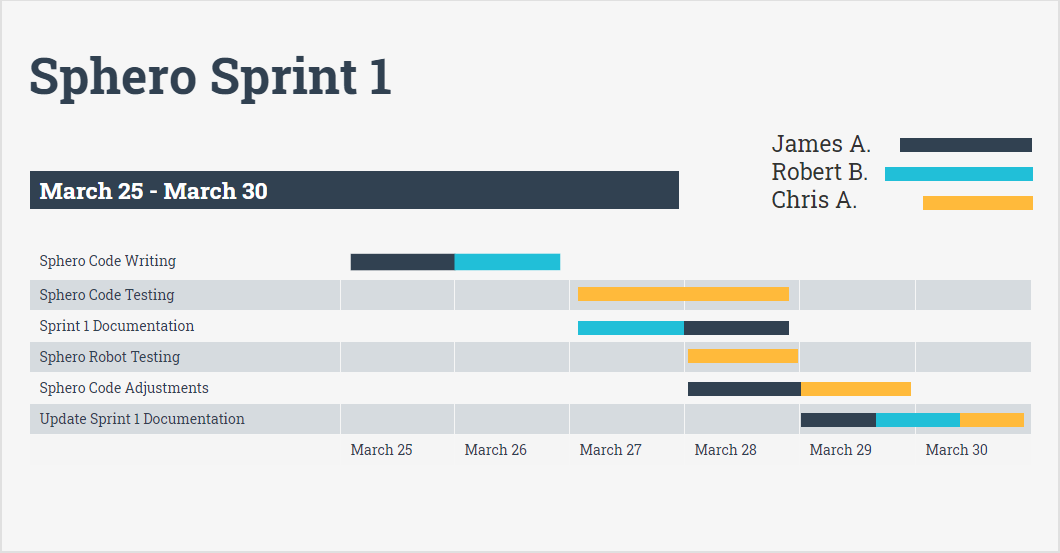 Sphero Sprint 1
James A.
Robert B.
Chris A.
March 25 - March 30
Sphero Code Writing
Sphero Code Testing
Sprint 1 Documentation
Sphero Robot Testing
Sphero Code Adjustments
Update Sprint 1 Documentation
March 25 March 26 March 27 March 28 March 29 March 30